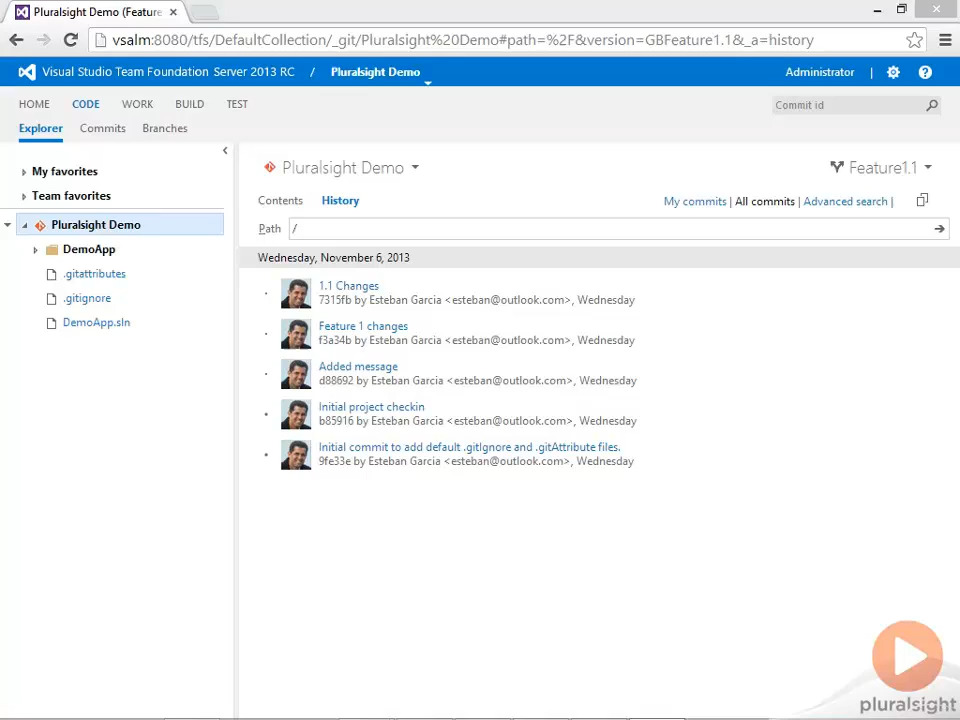 Pluralsight Demo (Feature
vsalm:8080/tfs/DefaultCollection/_git/Pluralsight%20Demo#path=%2F&version=GBFeature1.1&_a=history
Visual Studio Team Foundation Server 2013 RC / Pluralsight Demo
Administrator | ?
HOME CODE WORK BUILD TEST
Commit id
Explorer Commits Branches
My favorites
Team favorites
Pluralsight Demo
DemoApp
.gitattributes
.gitignore
DemoApp.sln
Pluralsight Demo
Feature1.1
Contents History
My commits | All commits | Advanced search |
Path /
Wednesday, November 6, 2013
1.1 Changes
7315fb by Esteban Garcia <esteban@outlook.com>, Wednesday
Feature 1 changes
f3a34b by Esteban Garcia <esteban@outlook.com>, Wednesday
Added message
d88692 by Esteban Garcia <esteban@outlook.com>, Wednesday
Initial project checkin
b85916 by Esteban Garcia <esteban@outlook.com>, Wednesday
Initial commit to add default .gitIgnore and .gitAttribute files.
9fe33e by Esteban Garcia <esteban@outlook.com>, Wednesday
pluralsight